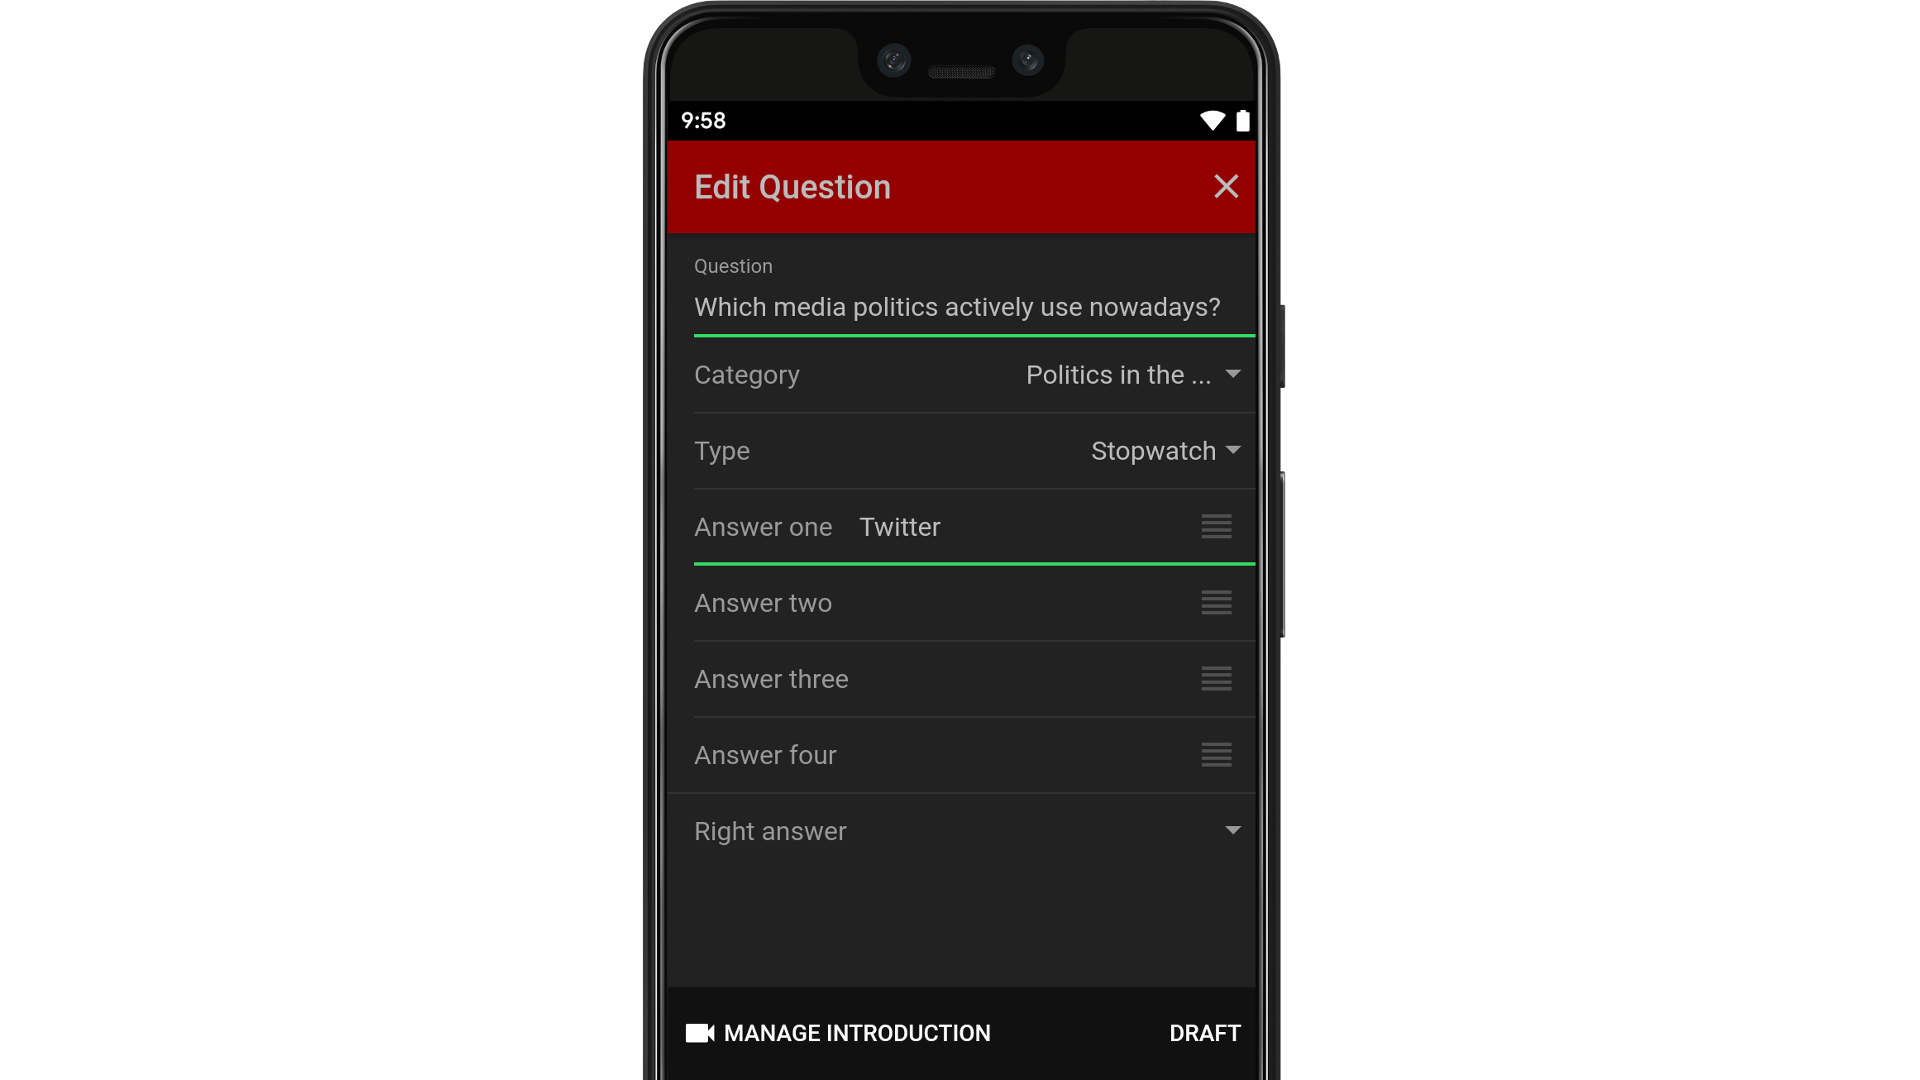 9:58
Edit Question
Question
Which media politics actively use nowadays?
Category Politics in the ...
Type Stopwatch
Answer one Twitter
Answer two
Answer three
Answer four
Right answer
MANAGE INTRODUCTION DRAFT